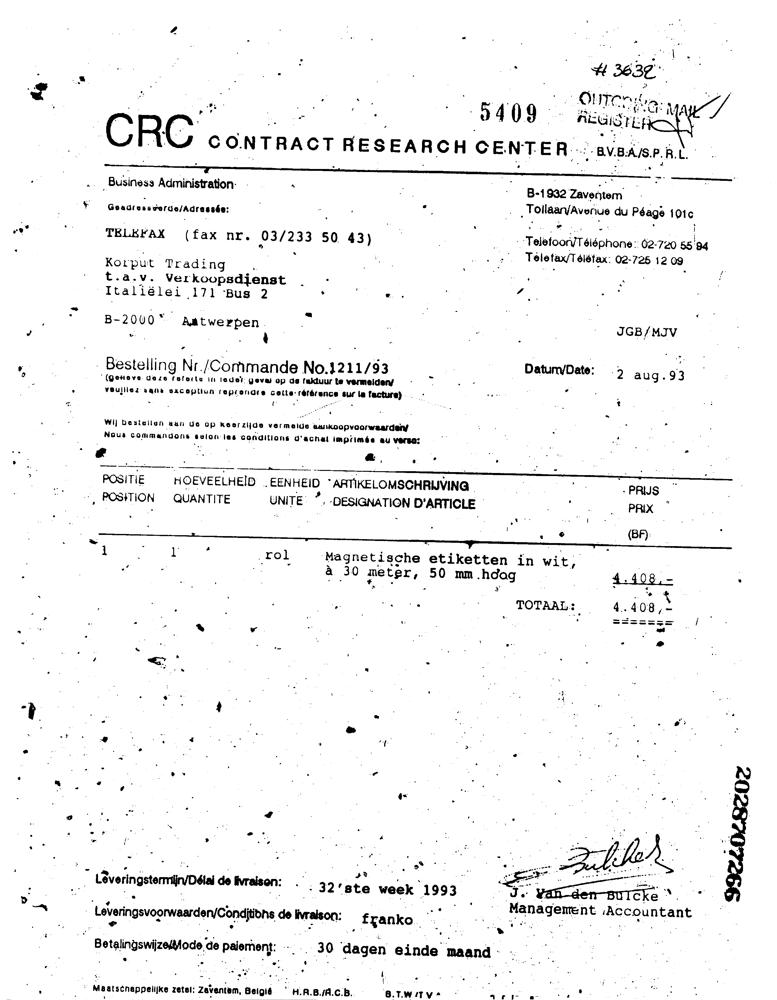 # 3632
5409
OUTGOING MAIL
REGISTER
CRC CONTRACT RESEARCH CENTER B.V.B.A./S.P.R.L.
Business Administration
Geadresseerde/Adressée:
B-1932 Zaventem
Tollaan/Avenue du Péage 101c
TELEFAX (fax nr. 03/233 50 43)
Telefoon/Téléphone: 02-720 55 94
Telefax/Téléfax: 02-725 12 09
Korput Trading
t.a.v. Verkoopsdienst
Italiëlei 171 Bus 2
B-2000 Antwerpen
JGB/MJV
Bestelling Nr./Commande No.1211/93
Datum/Date: 2 aug.93
(gelieve deze referte in ieder geval op de faktuur te vermelden/
veuillez sans exception reprendre cette référence sur la facture)
Wij bestellen aan de op keerzijde vermelde aankoopvoorwaarden/
Nous commandons selon les conditions d'achat imprimés au verso:
POSITIE HOEVEELHEID EENHEID ARTIKELOMSCHRIJVING PRIJS
POSITION QUANTITE UNITE DESIGNATION D'ARTICLE PRIX
(BF)
1 1 rol Magnetische etiketten in wit,
à 30 meter, 50 mm hoog 4.408,-
TOTAAL: 4.408,-
=======
2028707266
Leveringstermijn/Délai de livraison: 32'ste week 1993
J. Van den Bulcke
Management Accountant
Leveringsvoorwaarden/Conditions de livraison: franko
Betalingswijze/Mode de paiement: 30 dagen einde maand
Maatschappelijke zetel: Zaventem, België H.R.B./R.C.B. B.T.W./T.V